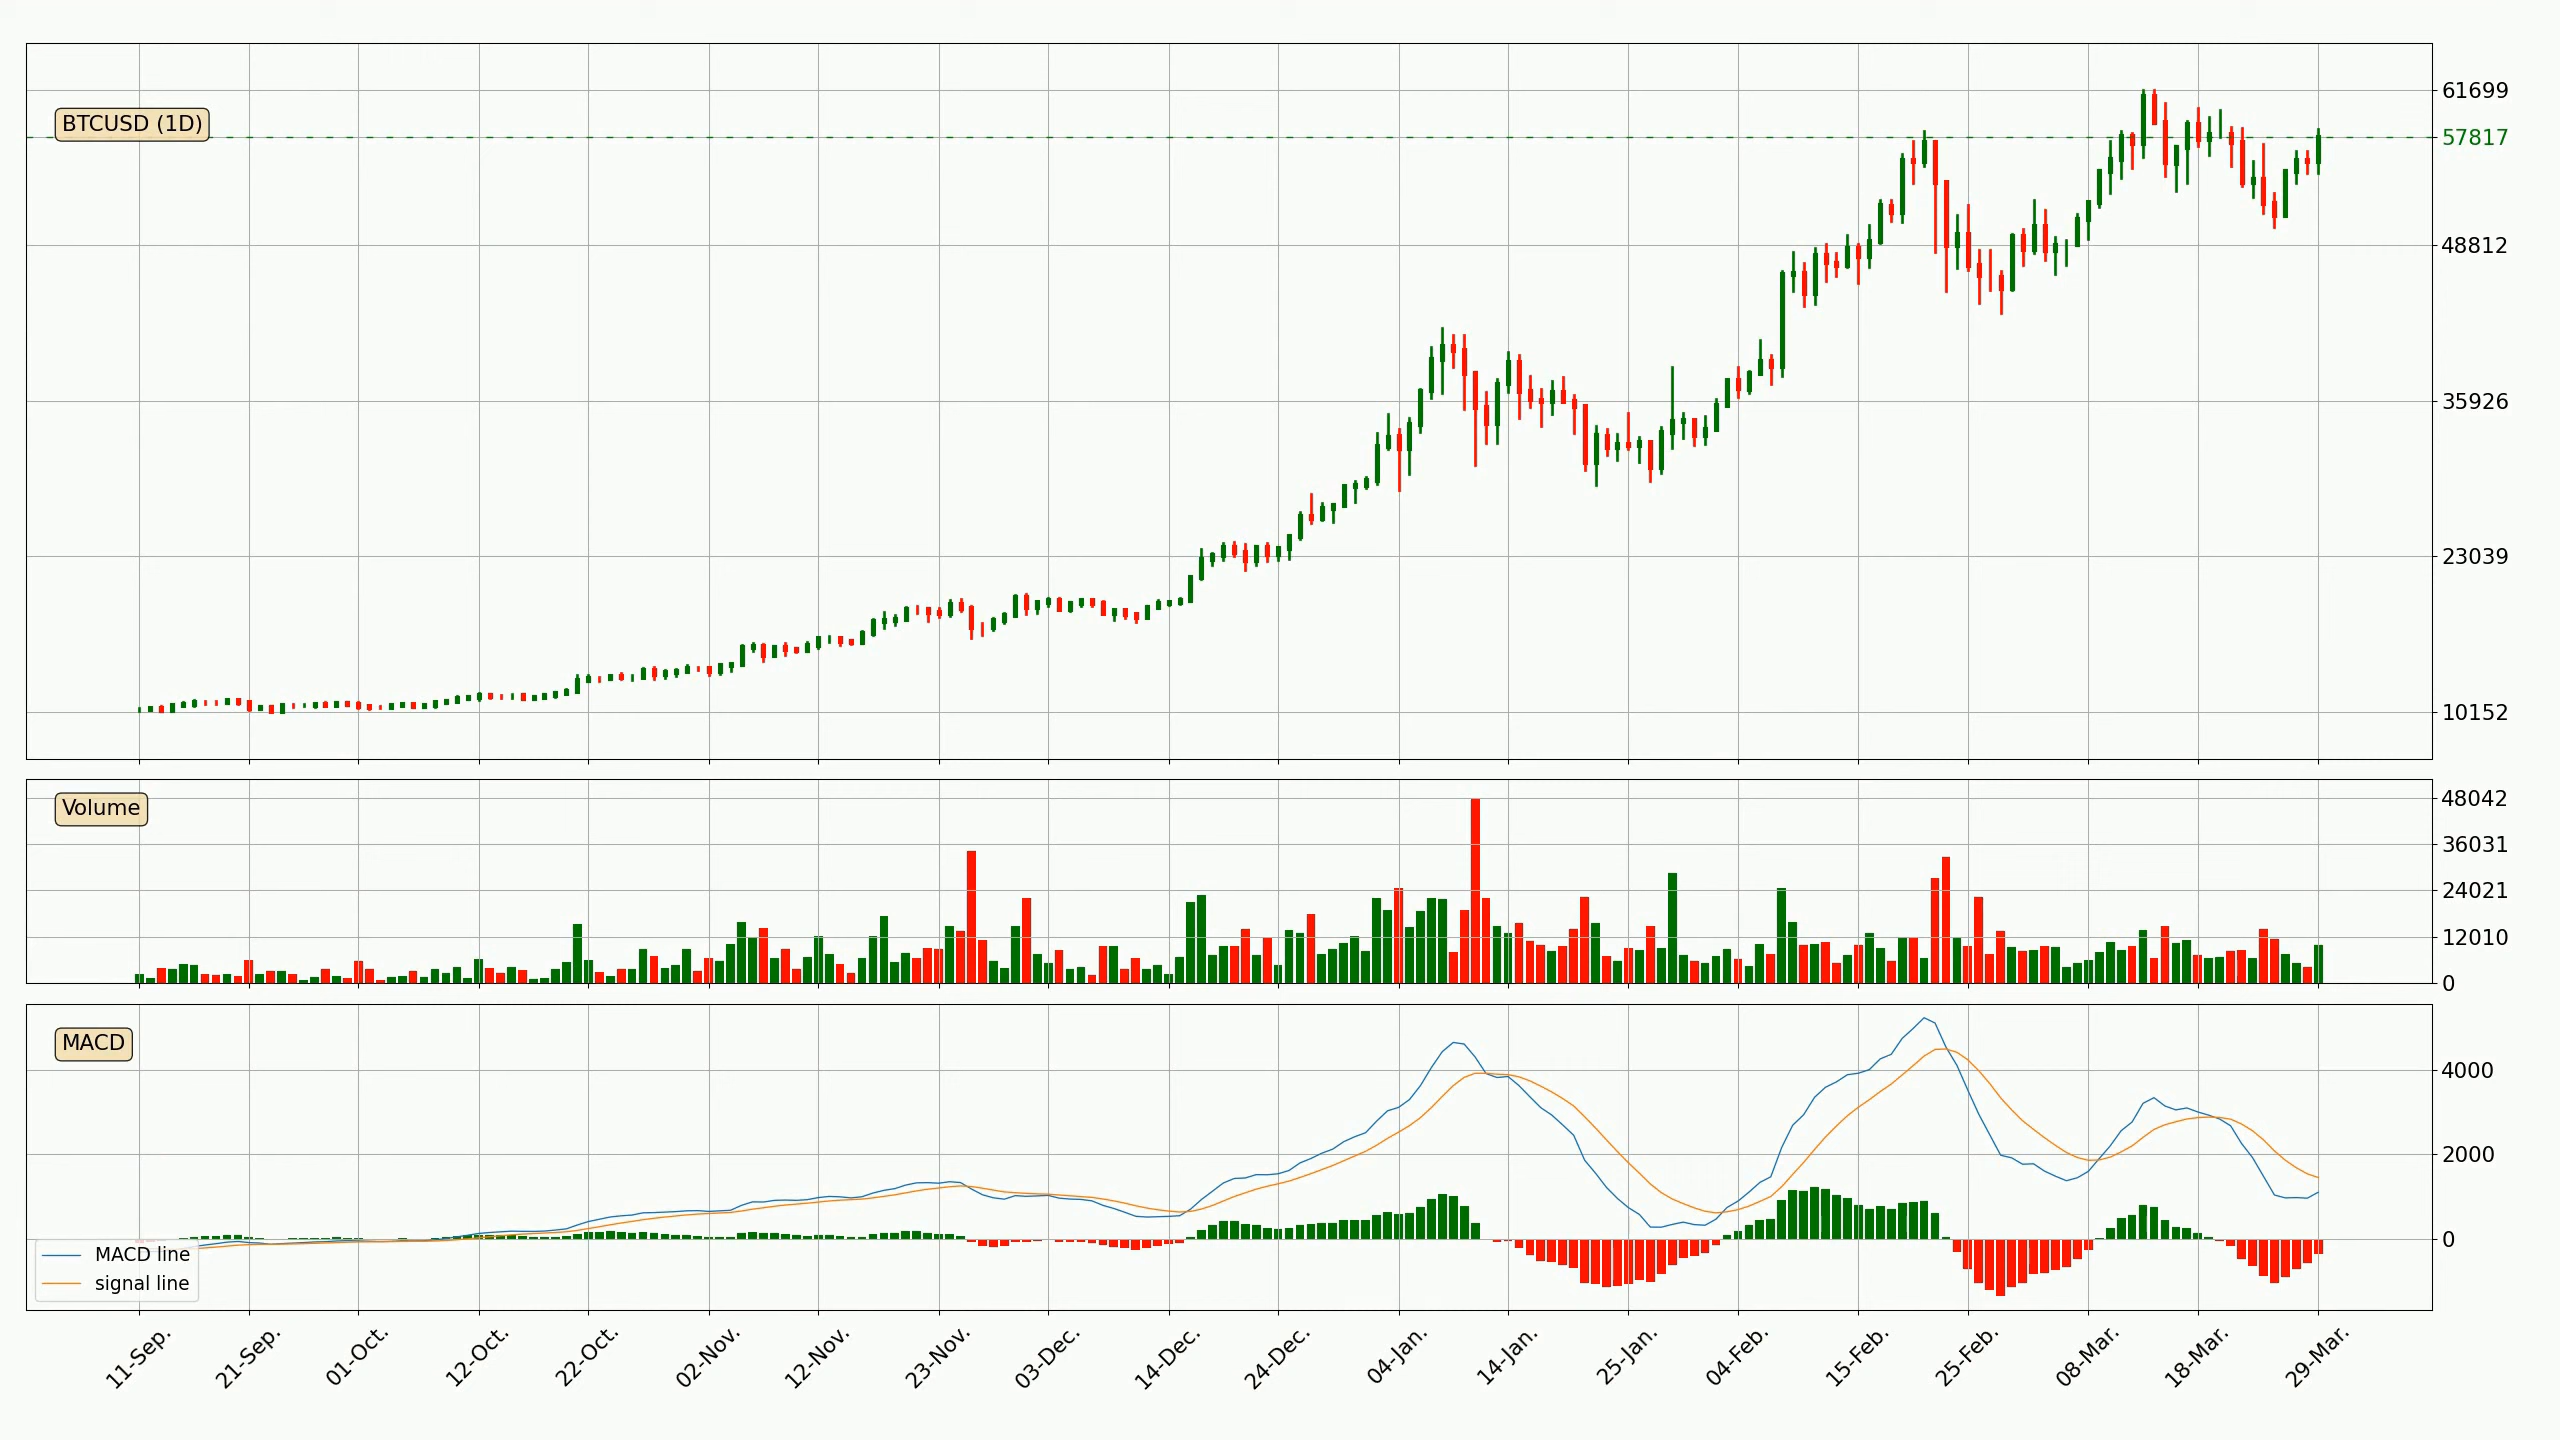 BTCUSD (1D)
61699
57817
48812
35926
23039
10152
Volume
48042
36031
24021
12010
0
MACD
4000
2000
0
MACD line
signal line
11-Sep.
21-Sep.
01-Oct.
12-Oct.
22-Oct.
02-Nov.
12-Nov.
23-Nov.
03-Dec.
14-Dec.
24-Dec.
04-Jan.
14-Jan.
25-Jan.
04-Feb.
15-Feb.
25-Feb.
08-Mar.
18-Mar.
29-Mar.